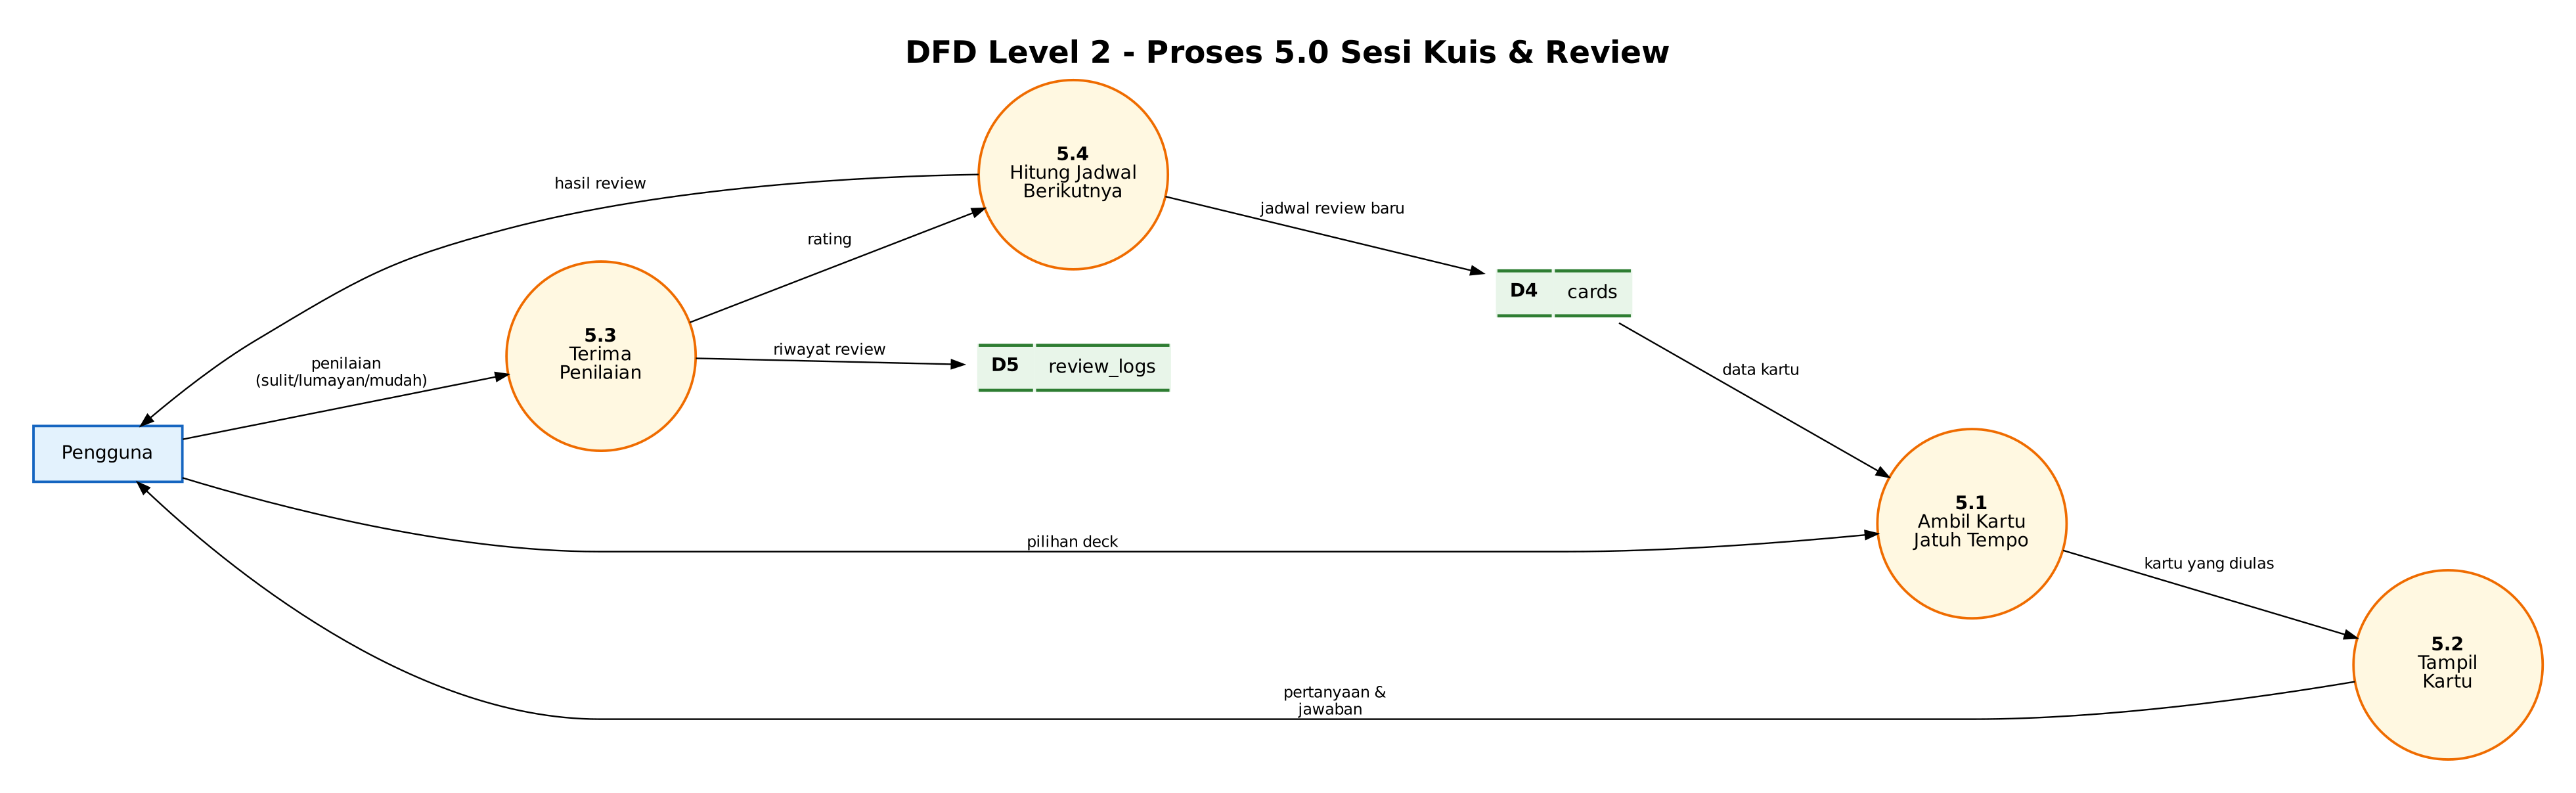 DFD Level 2 - Proses 5.0 Sesi Kuis & Review
5.4
Hitung Jadwal
Berikutnya
hasil review
jadwal review baru
rating
D4
cards
5.3
Terima
Penilaian
riwayat review
D5
review_logs
penilaian
(sulit/lumayan/mudah)
data kartu
Pengguna
5.1
Ambil Kartu
Jatuh Tempo
pilihan deck
kartu yang diulas
5.2
Tampil
Kartu
pertanyaan &
jawaban